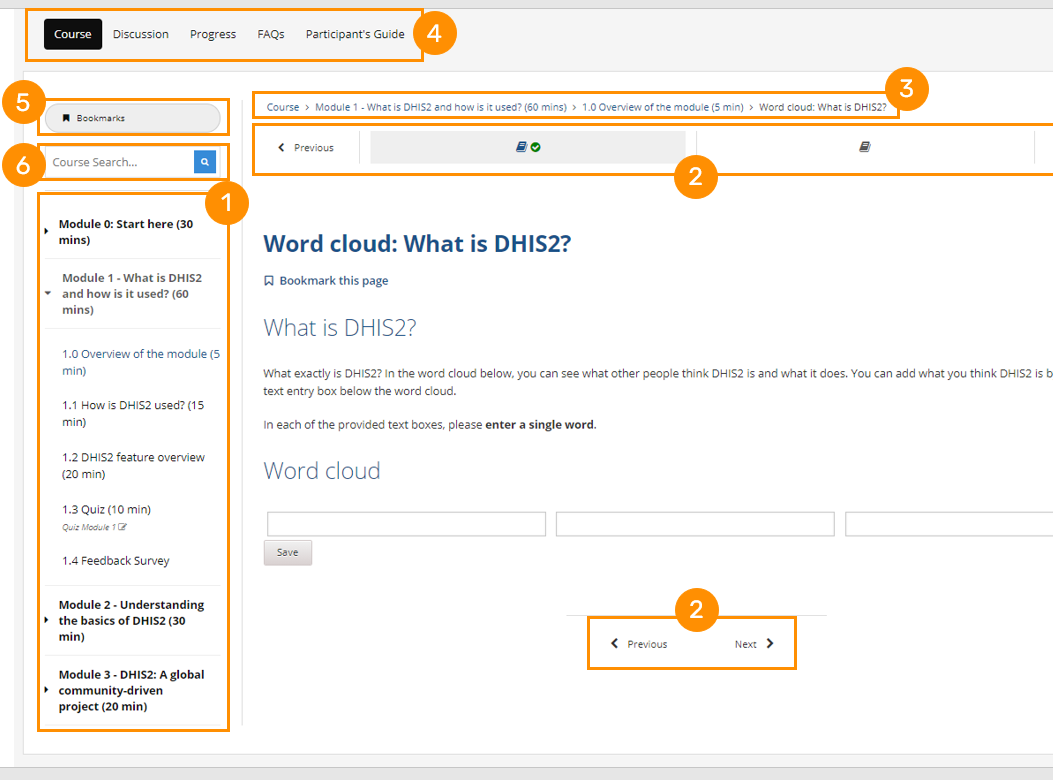 Course Discussion Progress FAQs Participant's Guide 4
5
Bookmarks
6
Course Search...
1
Module 0: Start here (30
mins)
Module 1 - What is DHIS2
and how is it used? (60
mins)
1.0 Overview of the module (5
min)
1.1 How is DHIS2 used? (15
min)
1.2 DHIS2 feature overview
(20 min)
1.3 Quiz (10 min)
Quiz Module 1
1.4 Feedback Survey
Module 2 - Understanding
the basics of DHIS2 (30
min)
Module 3 - DHIS2: A global
community-driven
project (20 min)
3
Course > Module 1 - What is DHIS2 and how is it used? (60 mins) > 1.0 Overview of the module (5 min) > Word cloud: What is DHIS2?
Previous
2
Word cloud: What is DHIS2?
Bookmark this page
What is DHIS2?
What exactly is DHIS2? In the word cloud below, you can see what other people think DHIS2 is and what it does. You can add what you think DHIS2 is b
text entry box below the word cloud.
In each of the provided text boxes, please enter a single word.
Word cloud
Save
2
Previous Next